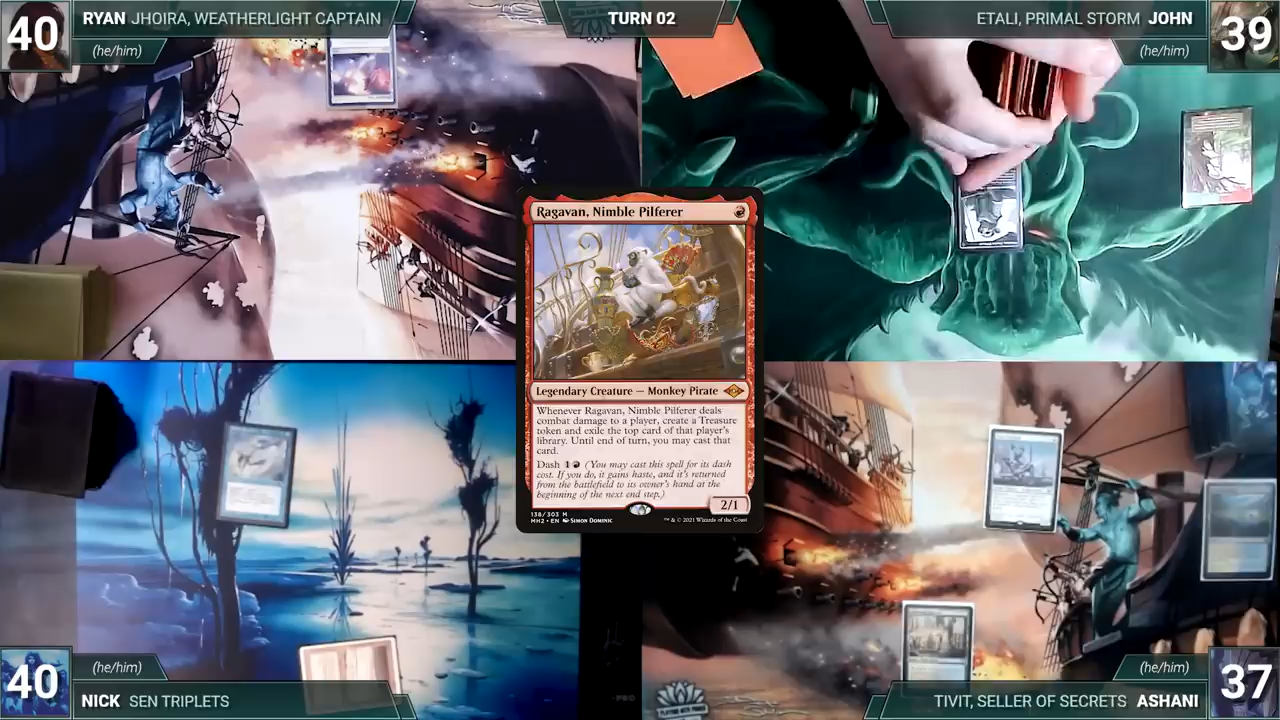 40 RYAN JHOIRA, WEATHERLIGHT CAPTAIN
(he/him)
TURN 02
ETALI, PRIMAL STORM JOHN 39
(he/him)
Ragavan, Nimble Pilferer
Legendary Creature — Monkey Pirate
Whenever Ragavan, Nimble Pilferer deals
combat damage to a player, create a Treasure
token and exile the top card of that player's
library. Until end of turn, you may cast that
card.
Dash 1 (You may cast this spell for its dash
cost. If you do, it gains haste, and it's returned
from the battlefield to its owner's hand at the
beginning of the next end step.)
2/1
138/303 M
MH2 • EN SIMON DOMINIC
™ & © 2021 Wizards of the Coast
(he/him)
40 NICK SEN TRIPLETS
(he/him)
TIVIT, SELLER OF SECRETS ASHANI 37